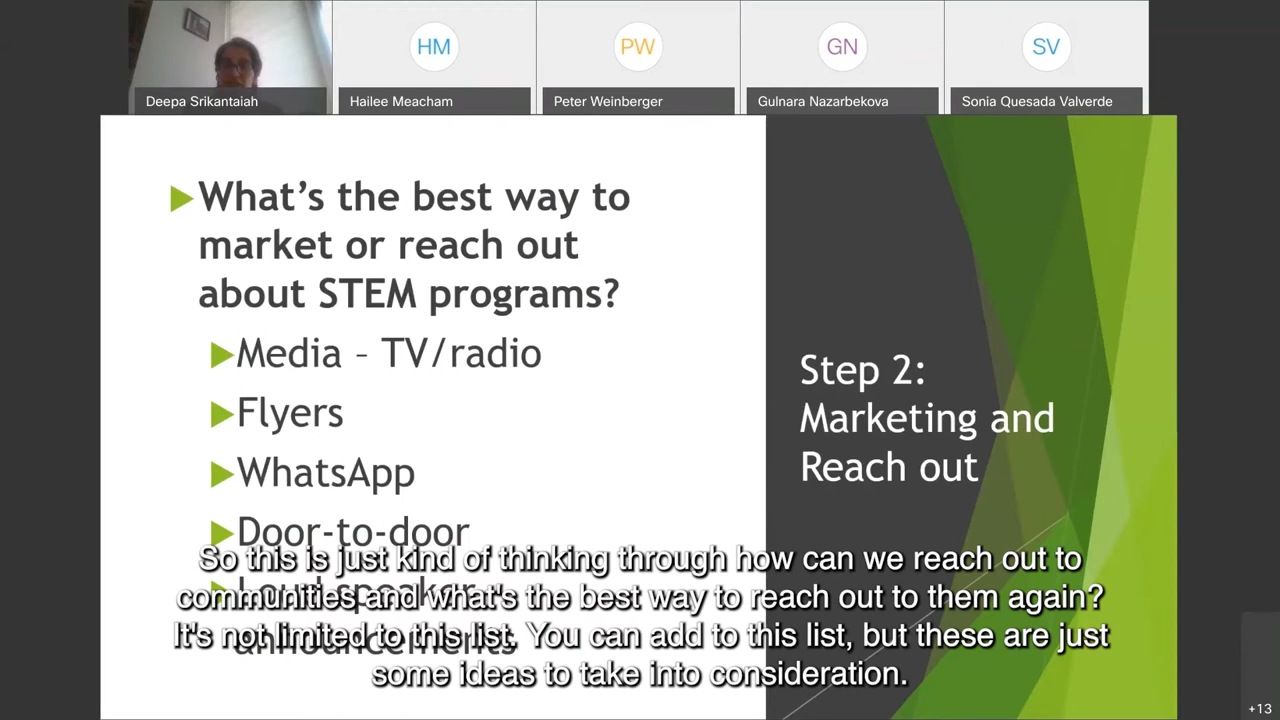 HM
PW
GN
SV
Deepa Srikantaiah
Hailee Meacham
Peter Weinberger
Gulnara Nazarbekova
Sonia Quesada Valverde
What's the best way to
market or reach out
about STEM programs?
Media – TV/radio
Flyers
WhatsApp
Door-to-door
Loud speaker
announcements
Step 2:
Marketing and
Reach out
So this is just kind of thinking through how can we reach out to
communities and what's the best way to reach out to them again?
It's not limited to this list. You can add to this list, but these are just
some ideas to take into consideration.
+13